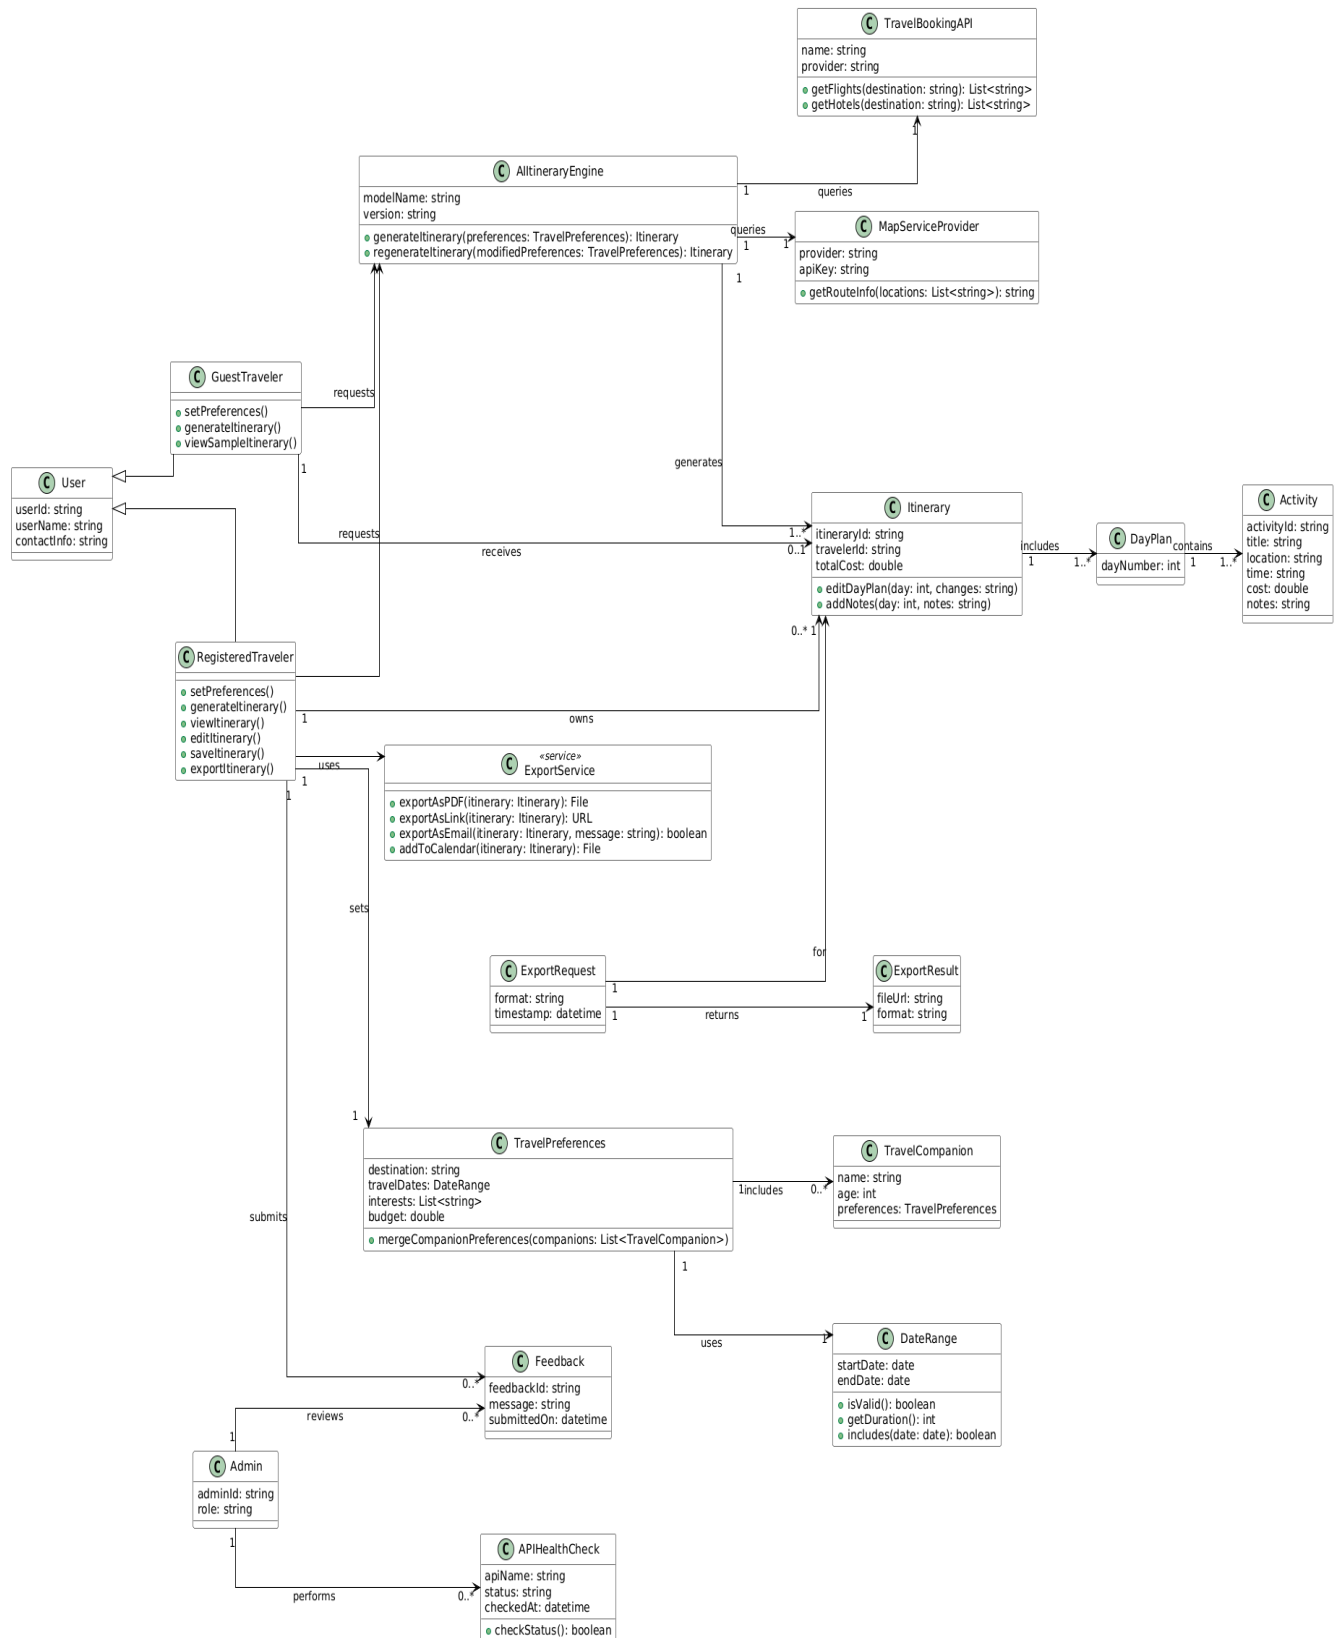 C TravelBookingAPI
name: string
provider: string
getFlights(destination: string): List<string>
getHotels(destination: string): List<string>
1
C AIItineraryEngine
modelName: string
version: string
generateItinerary(preferences: TravelPreferences): Itinerary
regenerateItinerary(modifiedPreferences: TravelPreferences): Itinerary
1
queries
queries
1
1
1
C MapServiceProvider
provider: string
apiKey: string
getRouteInfo(locations: List<string>): string
C GuestTraveler
setPreferences()
generateItinerary()
viewSampleItinerary()
requests
1
generates
C User
userId: string
userName: string
contactInfo: string
requests
receives
1..*
0..1
C Itinerary
itineraryId: string
travelerId: string
totalCost: double
editDayPlan(day: int, changes: string)
addNotes(day: int, notes: string)
includes
1
1..*
C DayPlan
dayNumber: int
contains
1
1..*
C Activity
activityId: string
title: string
location: string
time: string
cost: double
notes: string
0..* 1
C RegisteredTraveler
setPreferences()
generateItinerary()
viewItinerary()
editItinerary()
saveItinerary()
exportItinerary()
1
owns
uses
1
1
C «service»
ExportService
exportAsPDF(itinerary: Itinerary): File
exportAsLink(itinerary: Itinerary): URL
exportAsEmail(itinerary: Itinerary, message: string): boolean
addToCalendar(itinerary: Itinerary): File
sets
for
C ExportRequest
format: string
timestamp: datetime
1
1
returns
1
C ExportResult
fileUrl: string
format: string
1
C TravelPreferences
destination: string
travelDates: DateRange
interests: List<string>
budget: double
mergeCompanionPreferences(companions: List<TravelCompanion>)
1
includes
0..*
C TravelCompanion
name: string
age: int
preferences: TravelPreferences
submits
1
uses
1
C DateRange
startDate: date
endDate: date
isValid(): boolean
getDuration(): int
includes(date: date): boolean
C Feedback
feedbackId: string
message: string
submittedOn: datetime
0..*
0..*
reviews
1
C Admin
adminId: string
role: string
1
performs
0..*
C APIHealthCheck
apiName: string
status: string
checkedAt: datetime
checkStatus(): boolean